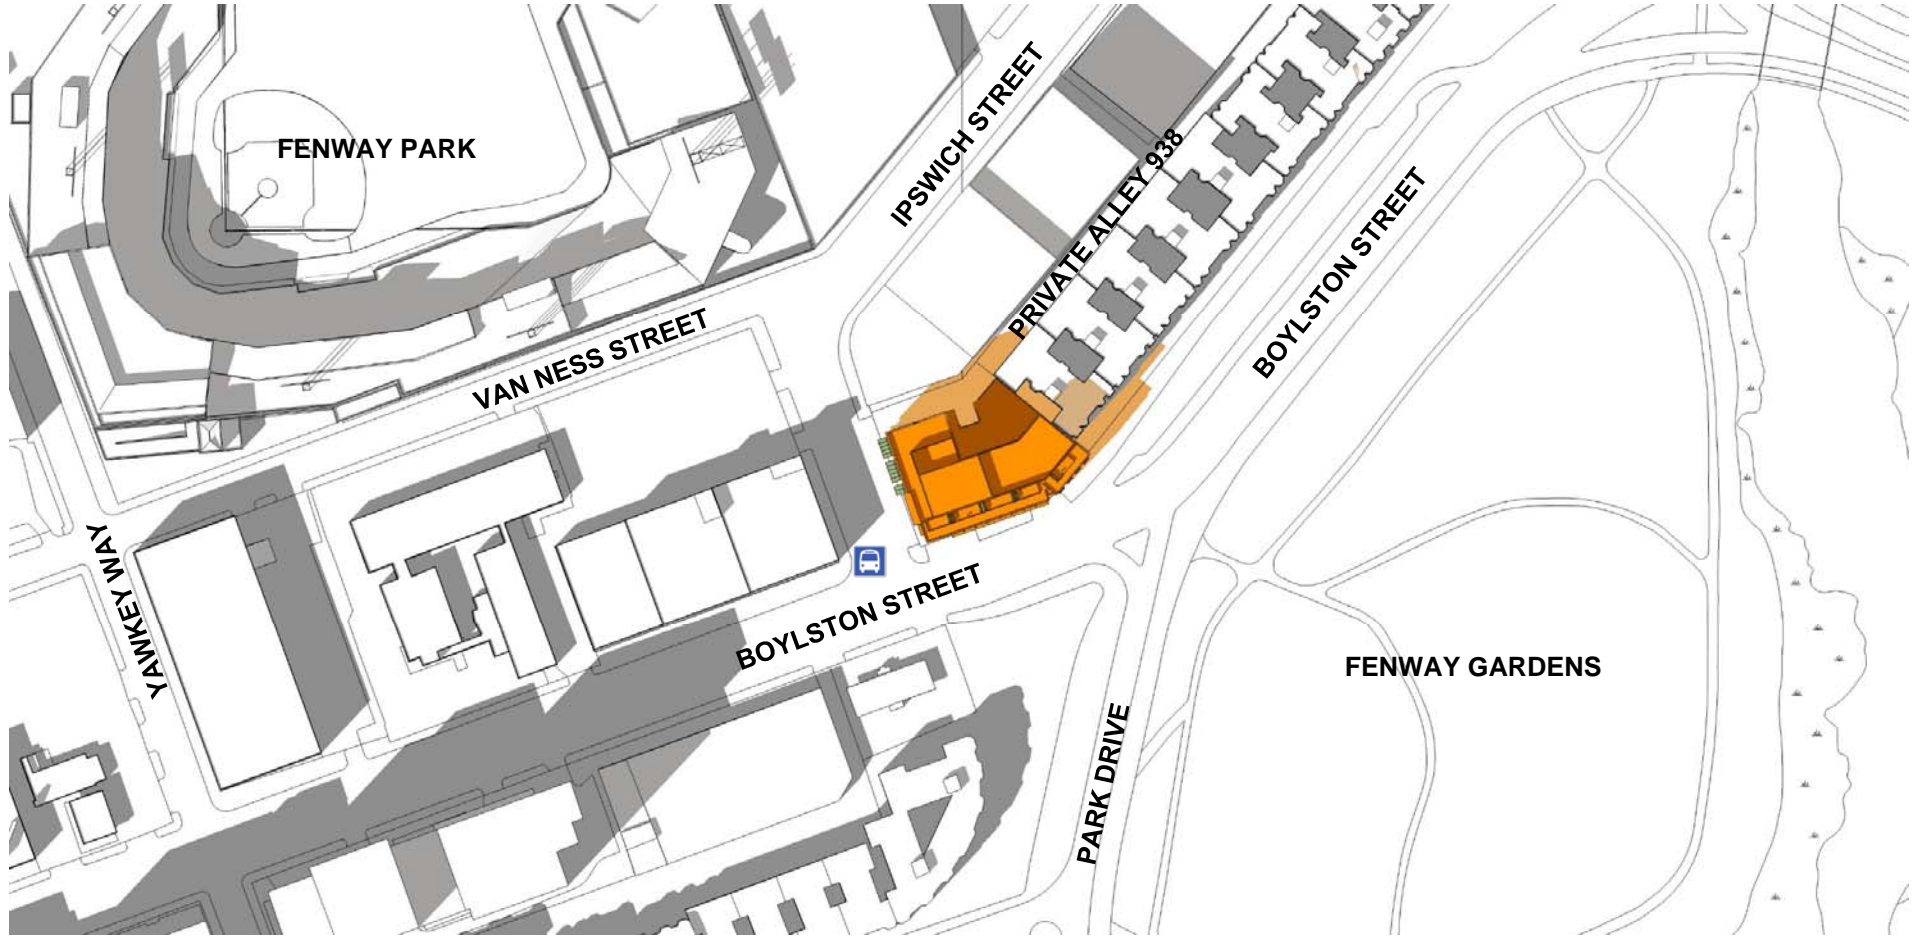 FENWAY PARK
IPSWICH STREET
PRIVATE ALLEY 938
BOYLSTON STREET
VAN NESS STREET
YAWKEY WAY
BOYLSTON STREET
FENWAY GARDENS
PARK DRIVE